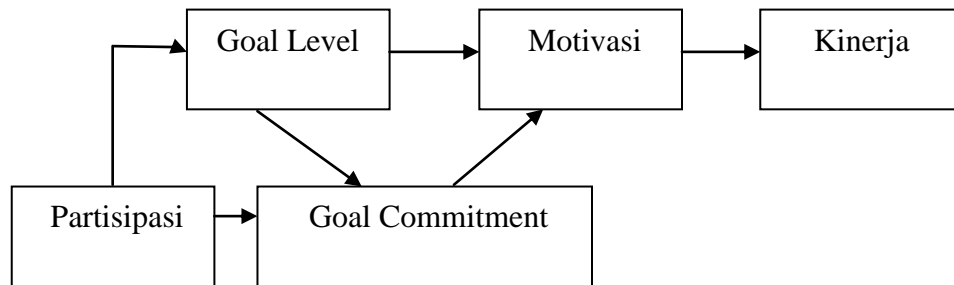 Goal Level
Motivasi
Kinerja
Partisipasi
Goal Commitment